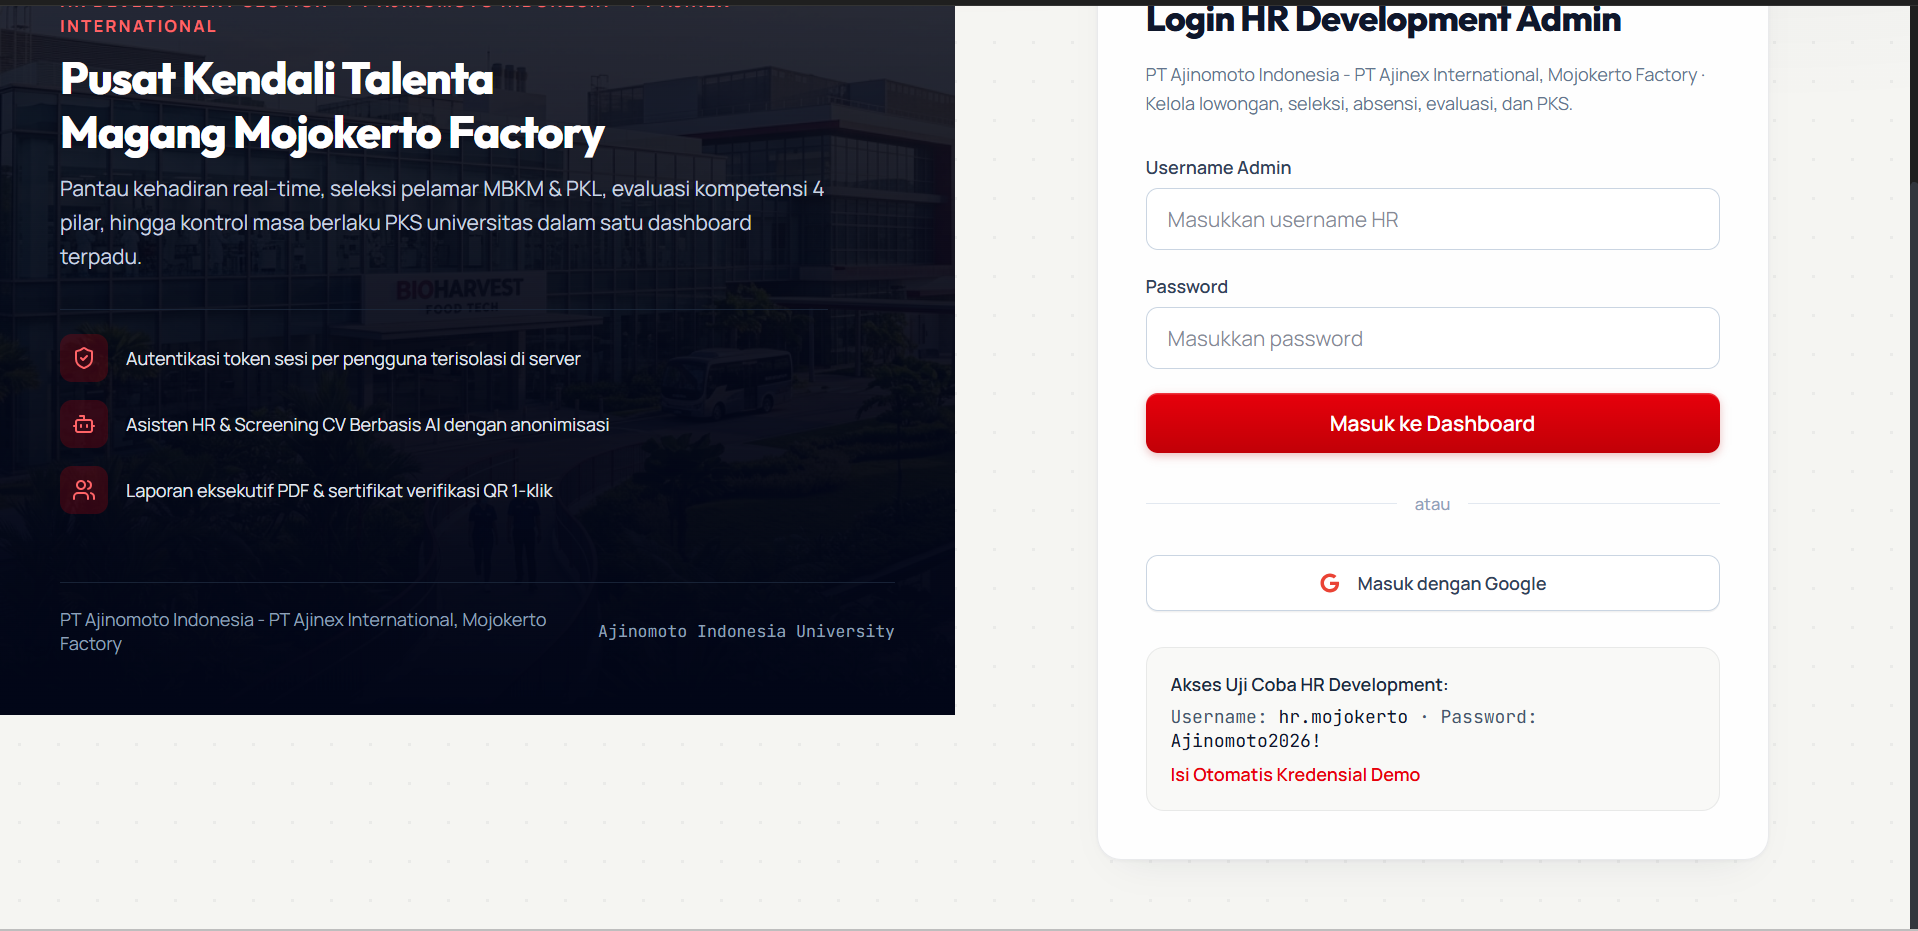 INTERNATIONAL
Pusat Kendali Talenta
Magang Mojokerto Factory
Pantau kehadiran real-time, seleksi pelamar MBKM & PKL, evaluasi kompetensi 4
pilar, hingga kontrol masa berlaku PKS universitas dalam satu dashboard
terpadu.
BIOHARVEST
FOOD TECH
Autentikasi token sesi per pengguna terisolasi di server
Asisten HR & Screening CV Berbasis AI dengan anonimisasi
Laporan eksekutif PDF & sertifikat verifikasi QR 1-klik
PT Ajinomoto Indonesia - PT Ajinex International, Mojokerto
Factory
Ajinomoto Indonesia University
Login HR Development Admin
PT Ajinomoto Indonesia - PT Ajinex International, Mojokerto Factory ·
Kelola lowongan, seleksi, absensi, evaluasi, dan PKS.
Username Admin
Masukkan username HR
Password
Masukkan password
Masuk ke Dashboard
atau
G Masuk dengan Google
Akses Uji Coba HR Development:
Username: hr.mojokerto · Password:
Ajinomoto2026!
Isi Otomatis Kredensial Demo